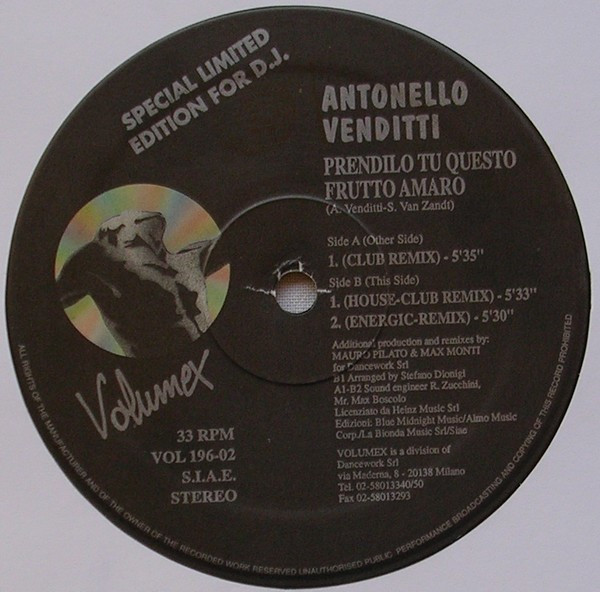 SPECIAL LIMITED
EDITION FOR D.J.
ANTONELLO
VENDITTI
PRENDILO TU QUESTO
FRUTTO AMARO
(A. Venditti-S. Van Zandt)
Side A (Other Side)
1. (CLUB REMIX) - 5'35"
Side B (This Side)
1. (HOUSE-CLUB REMIX) - 5'33"
2. (ENERGIC-REMIX) - 5'30"
Additional production and remixes by:
MAURO PILATO & MAX MONTI
for Dancework Srl
B1 Arranged by Stefano Dionigi
A1-B2 Sound engineer R. Zucchini,
Mr. Max Boscolo
Licenziato da Heinz Music Srl
Edizioni: Blue Midnight Music/Almo Music
Corp./La Bionda Music Srl/Siae
VOLUMEX is a division of
Dancework Srl
via Maderna, 8 - 20138 Milano
Tel. 02-58013340/50
Fax 02-58013293
Volumex
33 RPM
VOL 196-02
S.I.A.E.
STEREO
ALL RIGHTS OF THE MANUFACTURER AND OF THE OWNER OF THE RECORDED WORK RESERVED UNAUTHORISED PUBLIC PERFORMANCE BROADCASTING AND COPYING OF THIS RECORD PROHIBITED